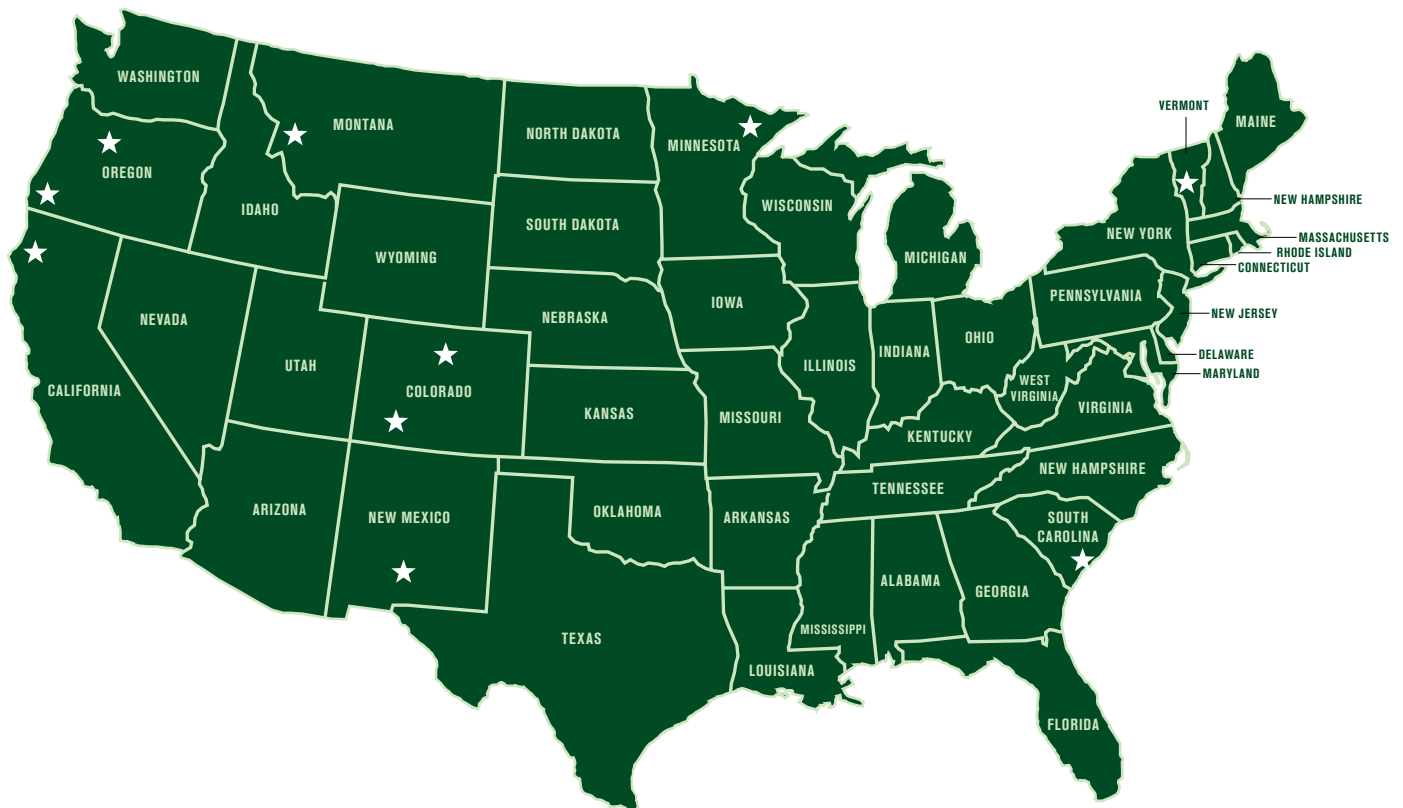 WASHINGTON
MONTANA
NORTH DAKOTA
MINNESOTA
VERMONT
MAINE
OREGON
IDAHO
SOUTH DAKOTA
WISCONSIN
NEW HAMPSHIRE
NEW YORK
MASSACHUSETTS
RHODE ISLAND
CONNECTICUT
WYOMING
MICHIGAN
IOWA
PENNSYLVANIA
NEVADA
NEBRASKA
NEW JERSEY
OHIO
UTAH
ILLINOIS
INDIANA
DELAWARE
MARYLAND
CALIFORNIA
COLORADO
WEST
VIRGINIA
VIRGINIA
KANSAS
MISSOURI
KENTUCKY
NEW HAMPSHIRE
TENNESSEE
ARIZONA
NEW MEXICO
OKLAHOMA
ARKANSAS
SOUTH
CAROLINA
ALABAMA
GEORGIA
MISSISSIPPI
TEXAS
LOUISIANA
FLORIDA